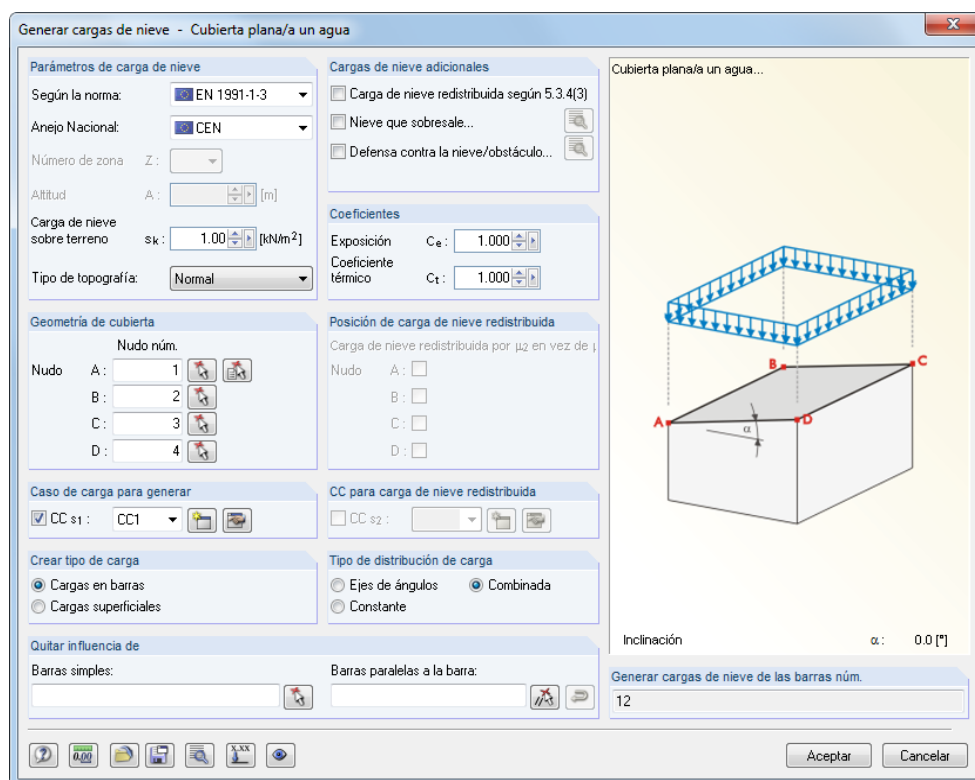 Generar cargas de nieve - Cubierta plana/a un agua
Parámetros de carga de nieve
Según la norma: EN 1991-1-3
Anejo Nacional: CEN
Número de zona Z :
Altitud A : [m]
Carga de nieve
sobre terreno sk : 1.00 [kN/m²]
Tipo de topografía: Normal
Cargas de nieve adicionales
Carga de nieve redistribuida según 5.3.4(3)
Nieve que sobresale...
Defensa contra la nieve/obstáculo...
Coeficientes
Exposición Ce : 1.000
Coeficiente
térmico Ct : 1.000
Geometría de cubierta
Nudo núm.
Nudo A : 1
B : 2
C : 3
D : 4
Posición de carga de nieve redistribuida
Carga de nieve redistribuida por µ2 en vez de µ
Nudo A :
B :
C :
D :
Caso de carga para generar
CC s1 : CC1
CC para carga de nieve redistribuida
CC s2 :
Crear tipo de carga
Cargas en barras
Cargas superficiales
Tipo de distribución de carga
Ejes de ángulos Combinada
Constante
Quitar influencia de
Barras simples:
Barras paralelas a la barra:
Cubierta plana/a un agua...
B
C
A
D
α
Inclinación α : 0.0 [°]
Generar cargas de nieve de las barras núm.
12
0.00
X.XX
Aceptar
Cancelar